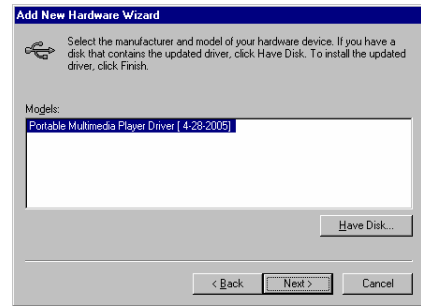 Add New Hardware Wizard
Select the manufacturer and model of your hardware device. If you have a
disk that contains the updated driver, click Have Disk. To install the updated
driver, click Finish.
Models:
Portable Multimedia Player Driver [ 4-28-2005]
Have Disk...
< Back
Next >
Cancel